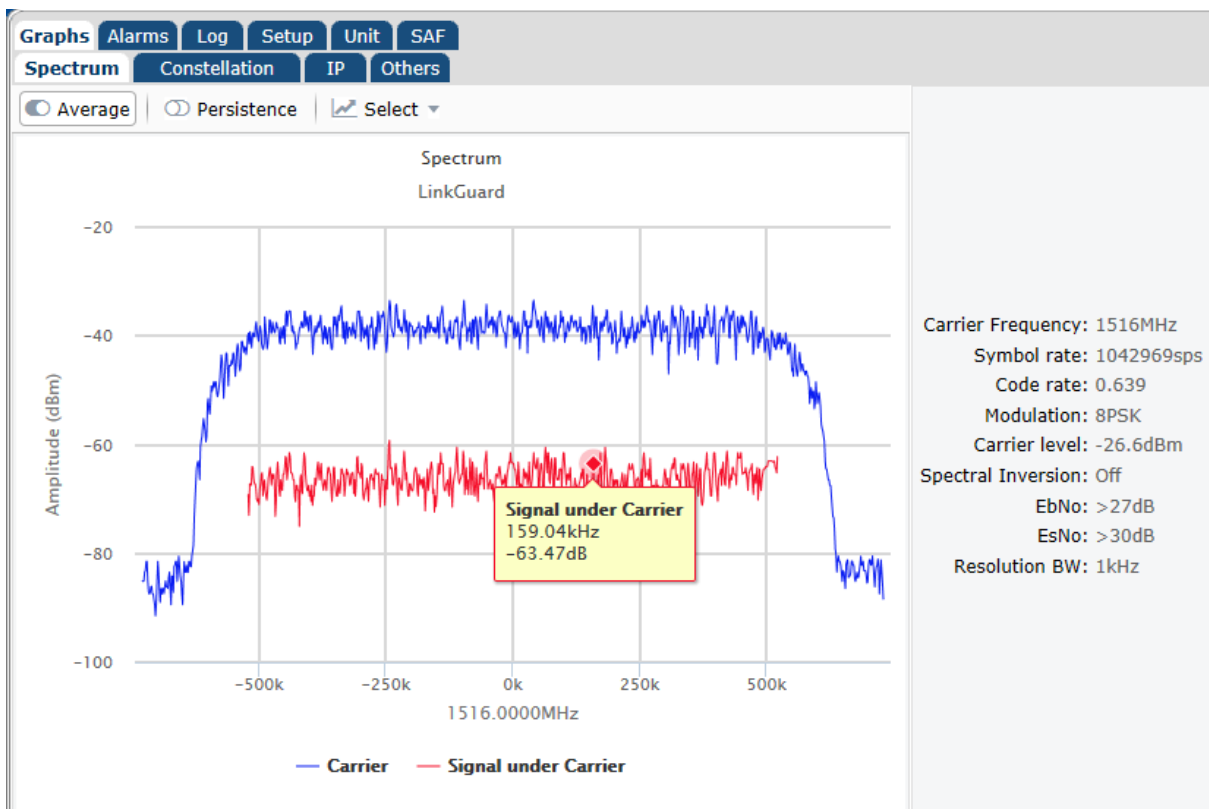 Graphs Alarms Log Setup Unit SAF
Spectrum Constellation IP Others
Average Persistence Select
Spectrum
LinkGuard
Amplitude (dBm)
-20
-40
-60
-80
-100
Signal under Carrier
159.04kHz
-63.47dB
-500k -250k 0k 250k 500k
1516.0000MHz
Carrier Signal under Carrier
Carrier Frequency: 1516MHz
Symbol rate: 1042969sps
Code rate: 0.639
Modulation: 8PSK
Carrier level: -26.6dBm
Spectral Inversion: Off
EbNo: >27dB
EsNo: >30dB
Resolution BW: 1kHz